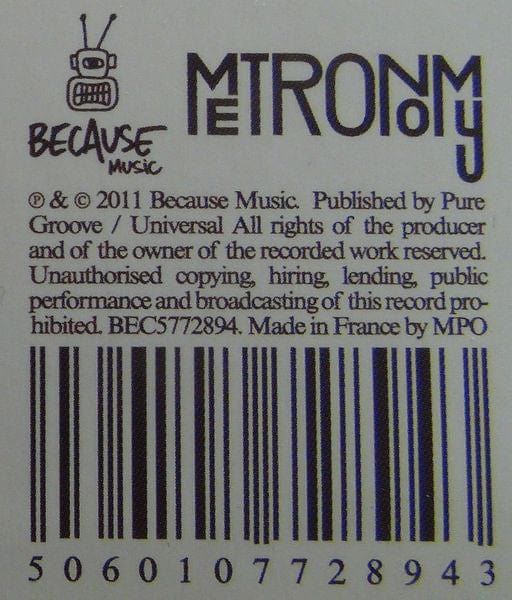 BECAUSE
MUSIC
METRONOMY
℗ & © 2011 Because Music. Published by Pure
Groove / Universal All rights of the producer
and of the owner of the recorded work reserved.
Unauthorised copying, hiring, lending, public
performance and broadcasting of this record pro-
hibited. BEC5772894. Made in France by MPO
5 060107 728943